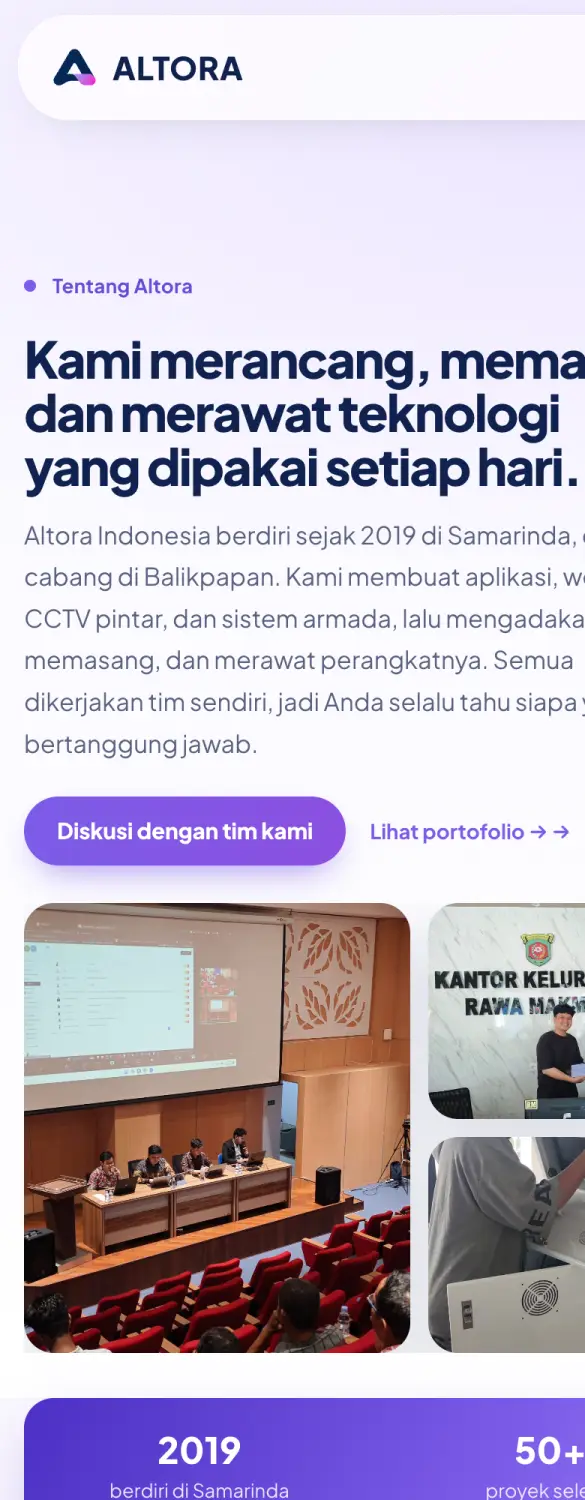 ALTORA
Tentang Altora
Kami merancang, mema
dan merawat teknologi
yang dipakai setiap hari.
Altora Indonesia berdiri sejak 2019 di Samarinda,
cabang di Balikpapan. Kami membuat aplikasi, we
CCTV pintar, dan sistem armada, lalu mengadaka
memasang, dan merawat perangkatnya. Semua
dikerjakan tim sendiri, jadi Anda selalu tahu siapa y
bertanggung jawab.
Diskusi dengan tim kami
Lihat portofolio → →
KANTOR KELUR
RAWA MAKM
2019
50+
berdiri di Samarinda
proyek sele